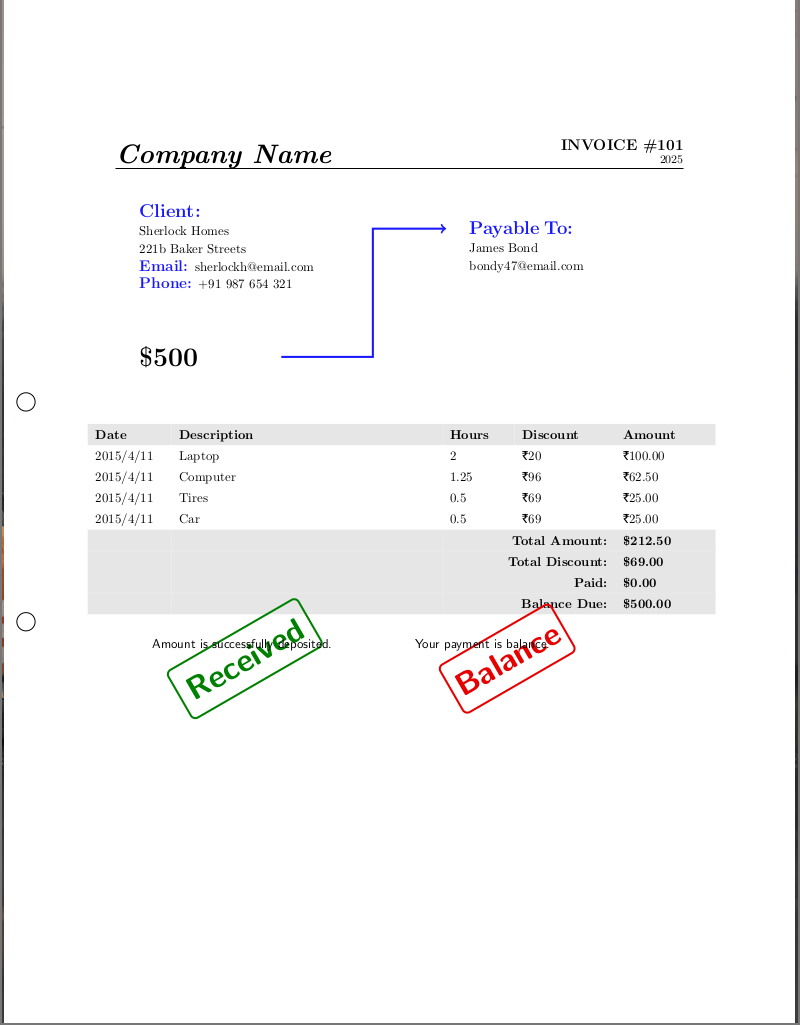 Company Name
INVOICE #101
2025
Client:
Sherlock Homes
221b Baker Streets
Email: sherlockh@email.com
Phone: +91 987 654 321
Payable To:
James Bond
bondy47@email.com
$500
Date Description Hours Discount Amount
2015/4/11 Laptop 2 ₹20 ₹100.00
2015/4/11 Computer 1.25 ₹96 ₹62.50
2015/4/11 Tires 0.5 ₹69 ₹25.00
2015/4/11 Car 0.5 ₹69 ₹25.00
Total Amount: $212.50
Total Discount: $69.00
Paid: $0.00
Balance Due: $500.00
Amount is successfully deposited.
Received
Your payment is balance.
Balance